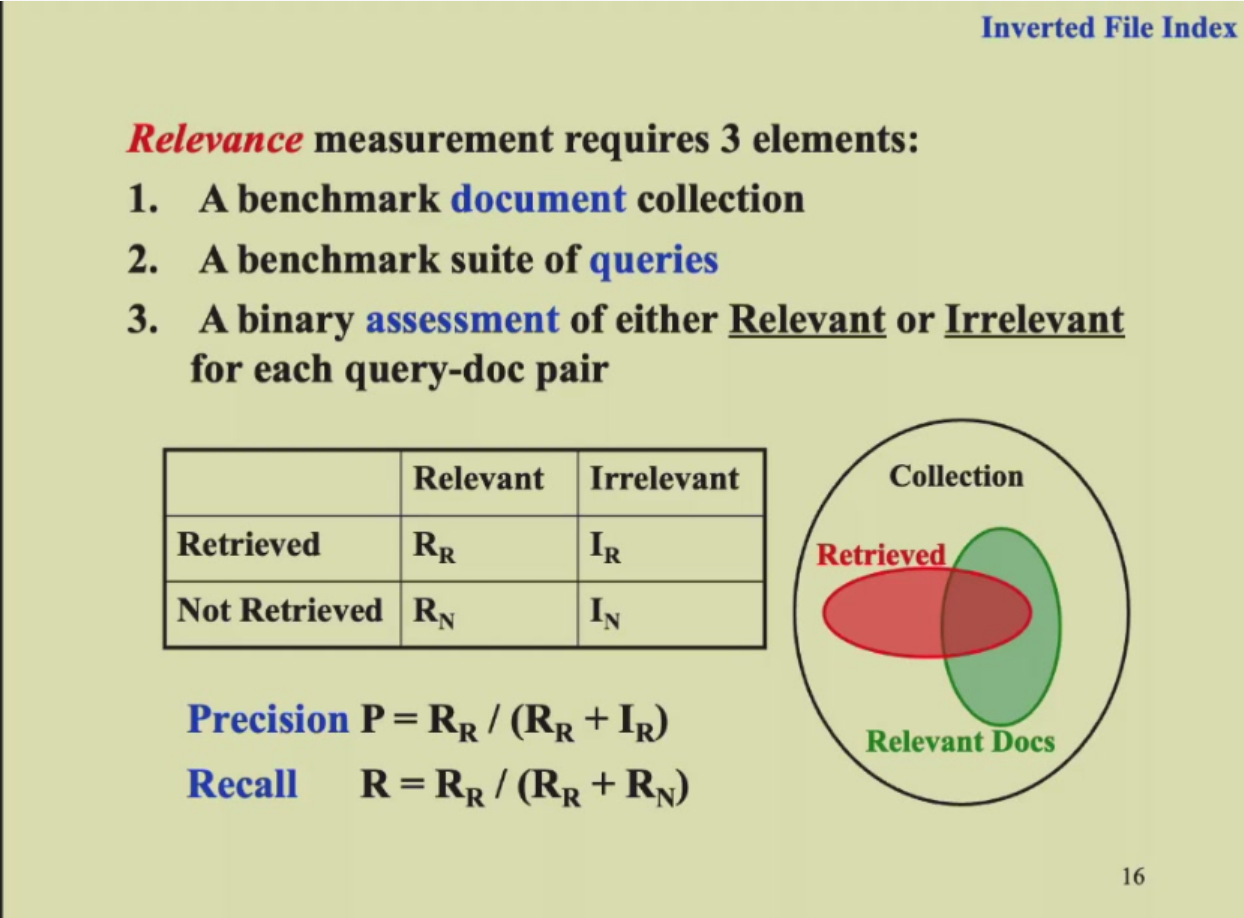 Inverted File Index
Relevance measurement requires 3 elements:
1. A benchmark document collection
2. A benchmark suite of queries
3. A binary assessment of either Relevant or Irrelevant
for each query-doc pair
Relevant Irrelevant
Retrieved R_R I_R
Not Retrieved R_N I_N
Collection
Retrieved
Relevant Docs
Precision P = R_R / (R_R + I_R)
Recall R = R_R / (R_R + R_N)
16